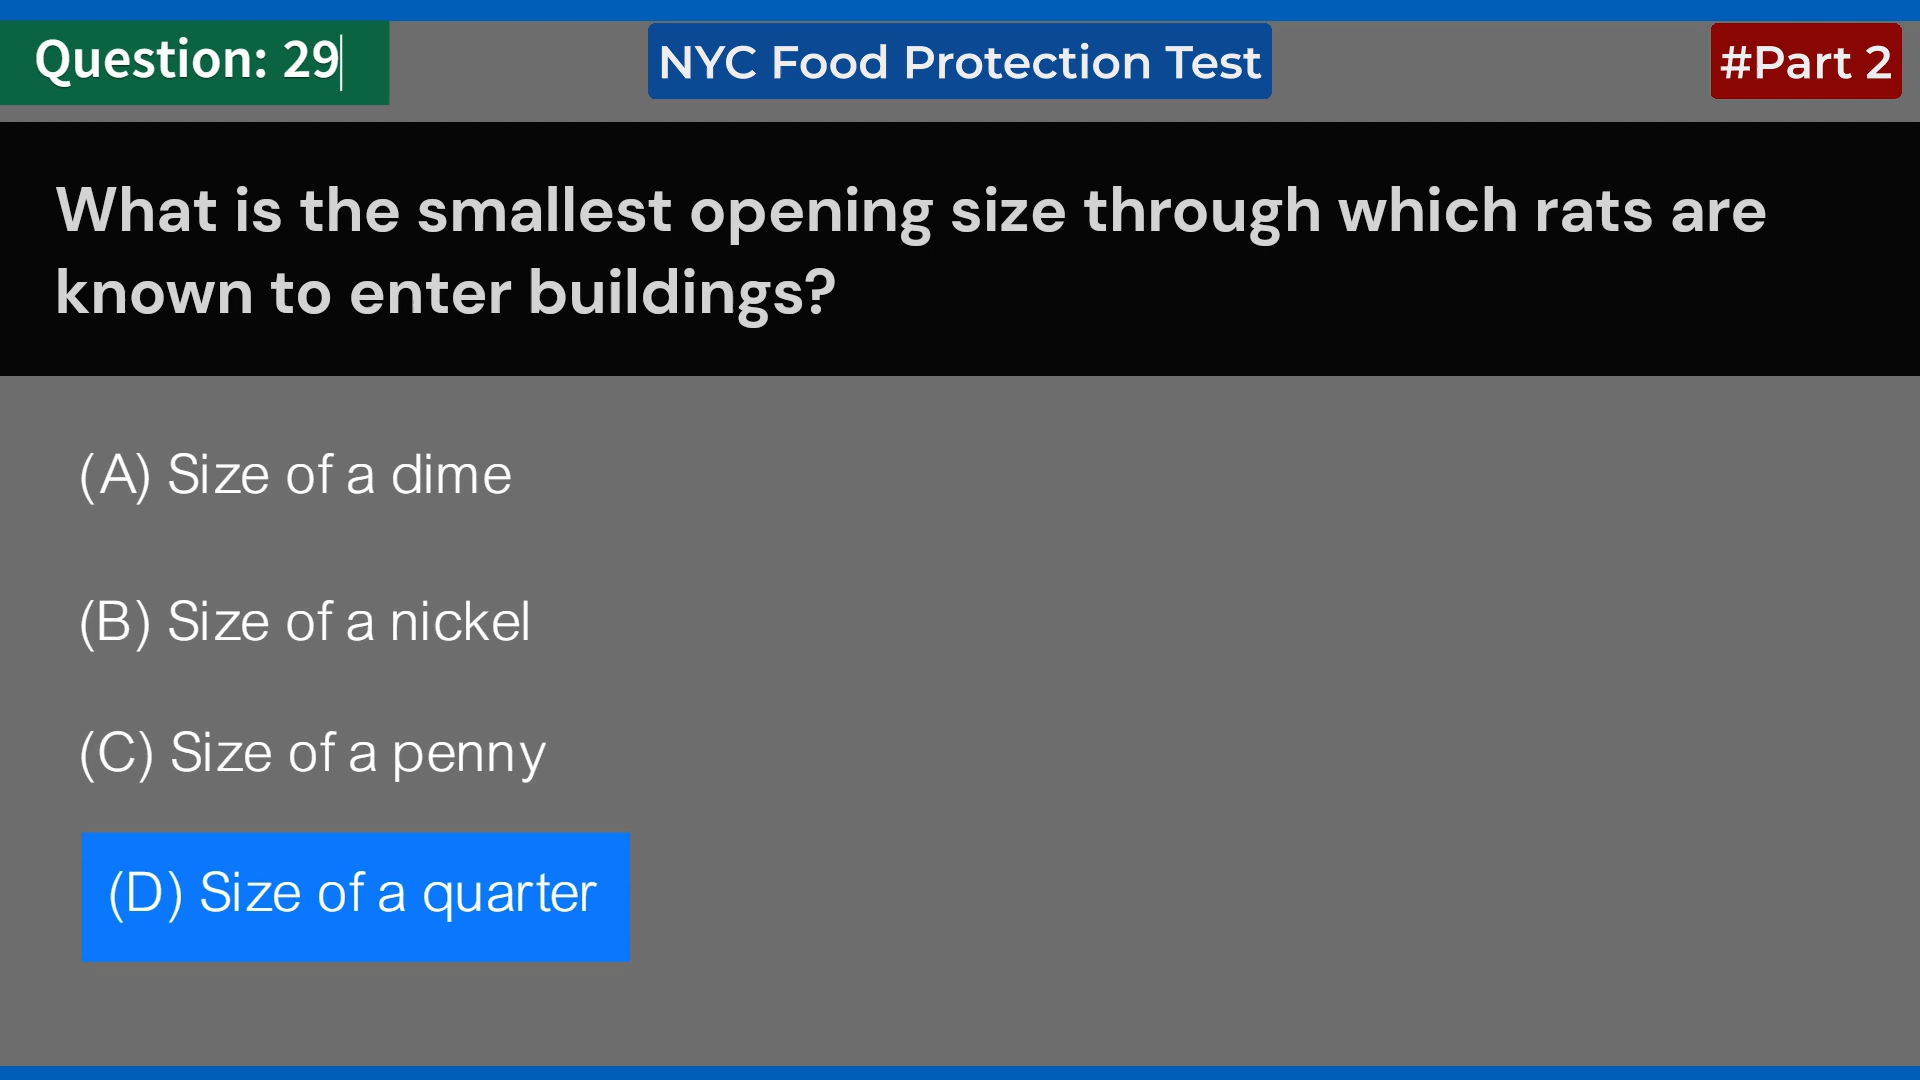 Question: 29
NYC Food Protection Test
#Part 2
What is the smallest opening size through which rats are
known to enter buildings?
(A) Size of a dime
(B) Size of a nickel
(C) Size of a penny
(D) Size of a quarter